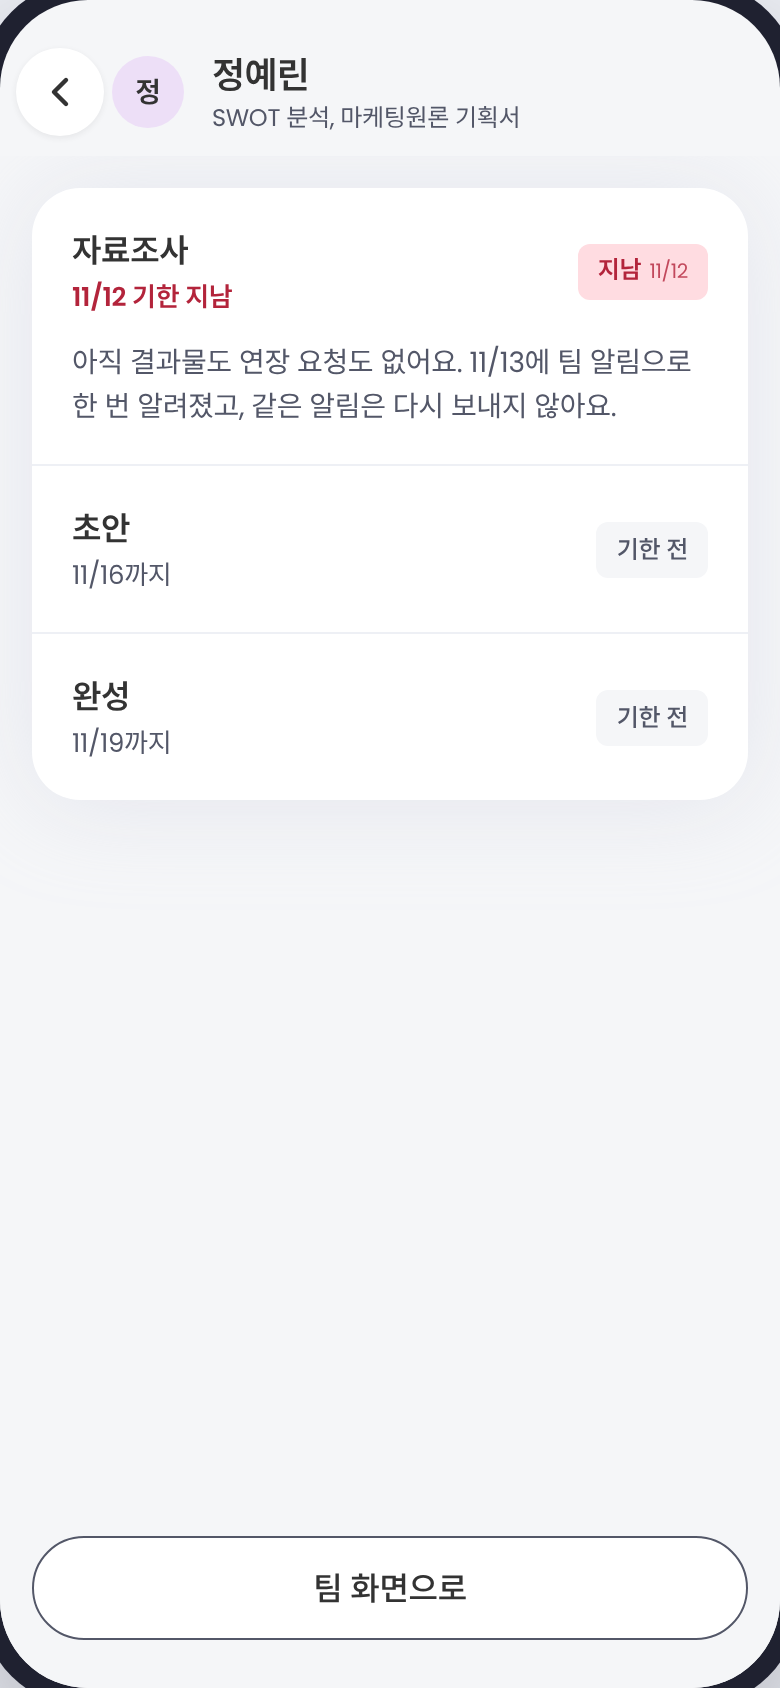 정
정예린
SWOT 분석, 마케팅원론 기획서
자료조사
11/12 기한 지남
지남 11/12
아직 결과물도 연장 요청도 없어요. 11/13에 팀 알림으로
한 번 알려졌고, 같은 알림은 다시 보내지 않아요.
초안
11/16까지
기한 전
완성
11/19까지
기한 전
팀 화면으로